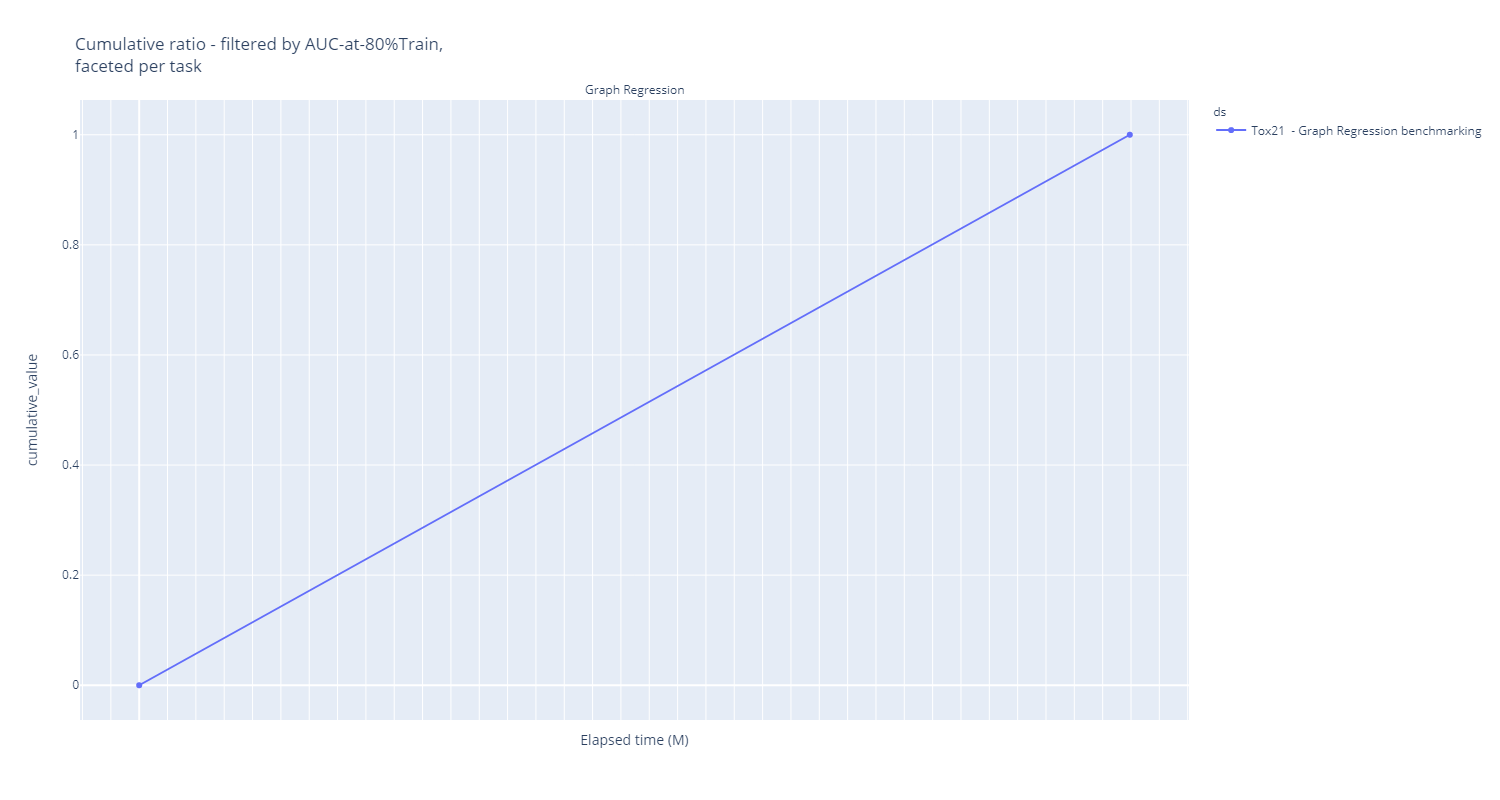 Cumulative ratio - filtered by AUC-at-80%Train,
faceted per task
Graph Regression
ds
Tox21  - Graph Regression benchmarking
1
0.8
0.6
0.4
0.2
0
cumulative_value
Elapsed time (M)